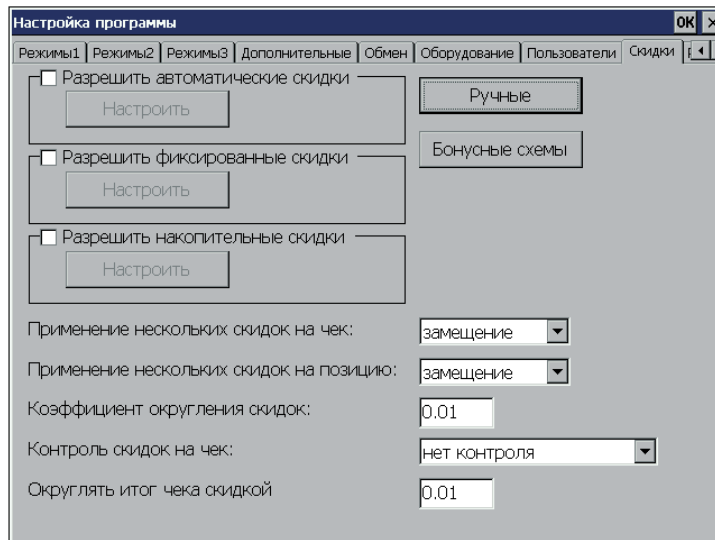 Настройка программы OK ×
Режимы1 Режимы2 Режимы3 Дополнительные Обмен Оборудование Пользователи Скидки
Разрешить автоматические скидки
Настроить
Ручные
Бонусные схемы
Разрешить фиксированные скидки
Настроить
Разрешить накопительные скидки
Настроить
Применение нескольких скидок на чек: замещение
Применение нескольких скидок на позицию: замещение
Коэффициент округления скидок: 0.01
Контроль скидок на чек: нет контроля
Округлять итог чека скидкой 0.01